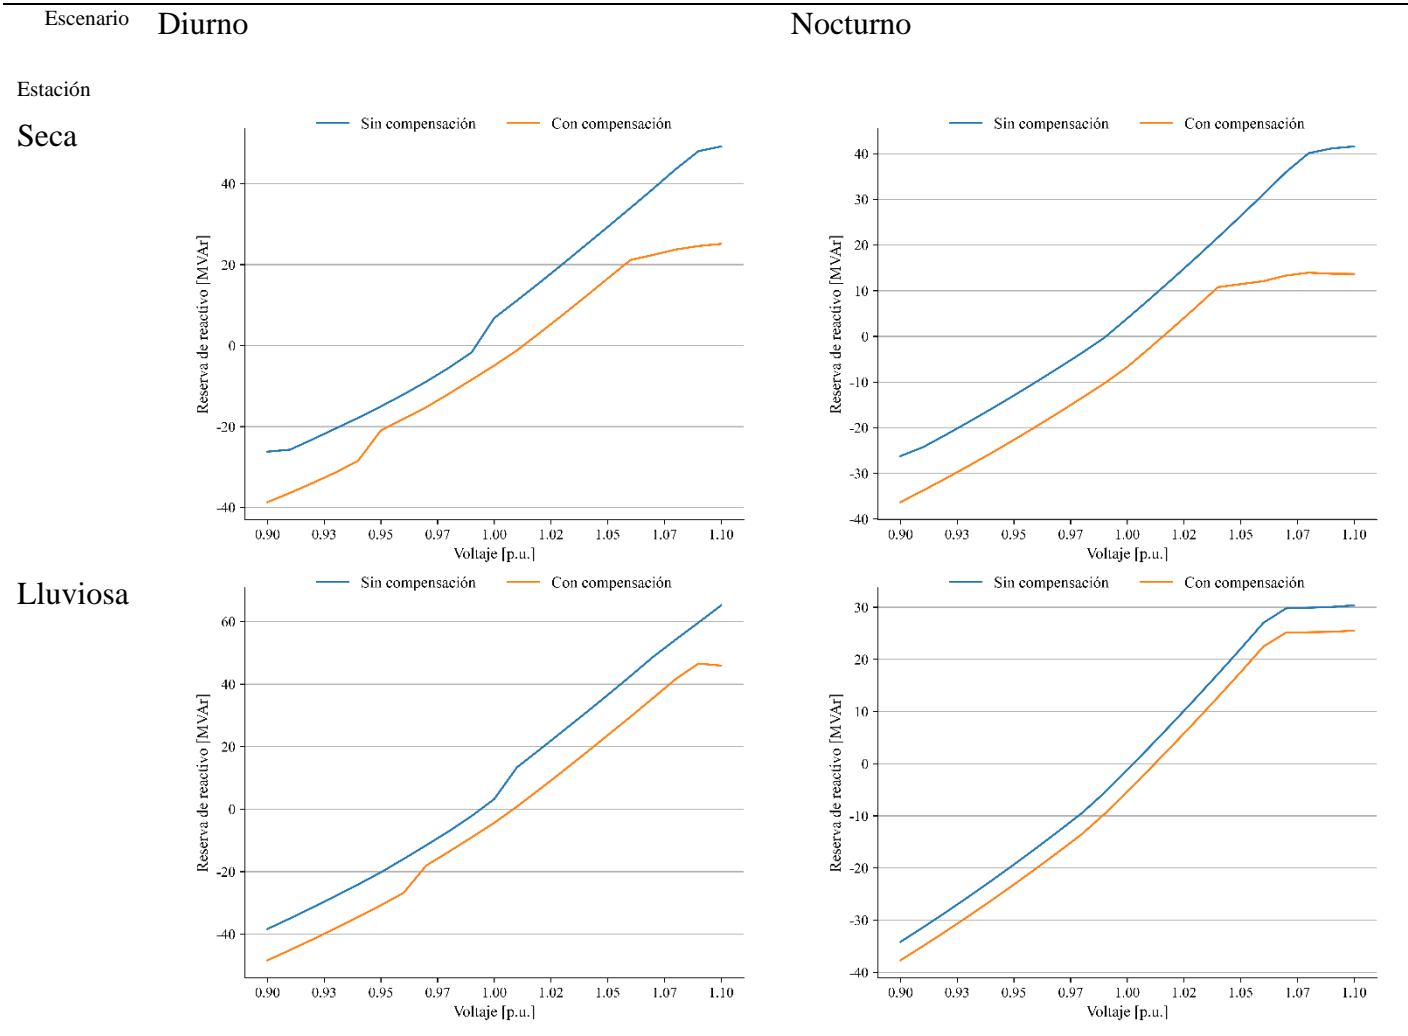 Escenario Diurno Nocturno
Estación
Seca
Sin compensación Con compensación
Reserva de reactivo [MVAr]
40
20
0
-20
-40
0.90 0.93 0.95 0.97 1.00 1.02 1.05 1.07 1.10
Voltaje [p.u.]
Sin compensación Con compensación
Reserva de reactivo [MVAr]
40
30
20
10
0
-10
-20
-30
-40
0.90 0.93 0.95 0.97 1.00 1.02 1.05 1.07 1.10
Voltaje [p.u.]
Lluviosa
Sin compensación Con compensación
Reserva de reactivo [MVAr]
60
40
20
0
-20
-40
0.90 0.93 0.95 0.97 1.00 1.02 1.05 1.07 1.10
Voltaje [p.u.]
Sin compensación Con compensación
Reserva de reactivo [MVAr]
30
20
10
0
-10
-20
-30
-40
0.90 0.93 0.95 0.97 1.00 1.02 1.05 1.07 1.10
Voltaje [p.u.]